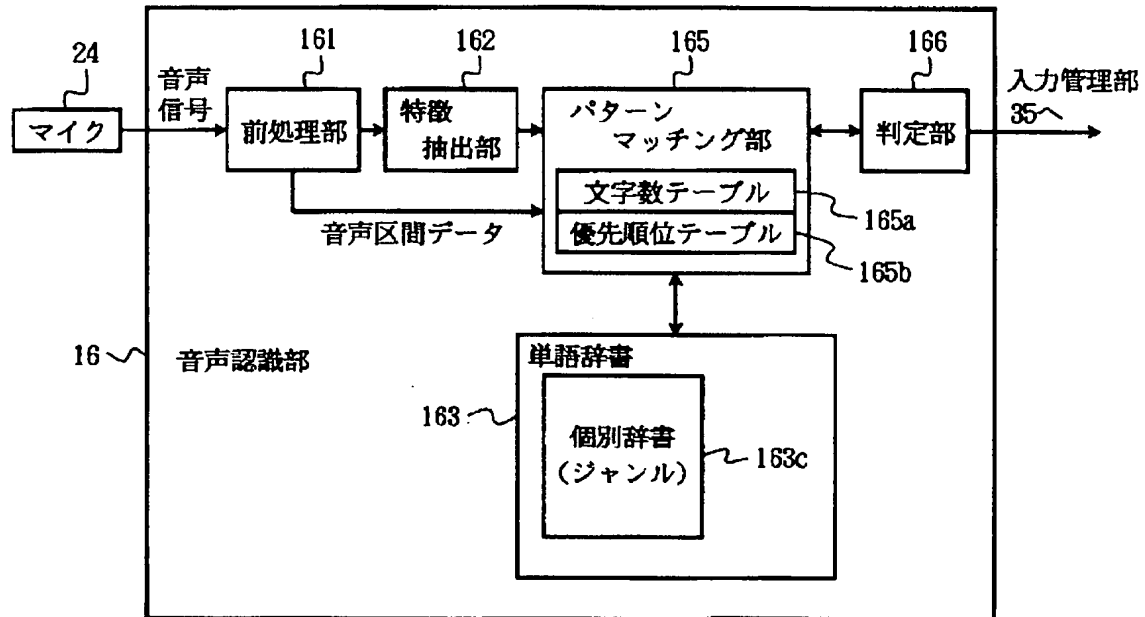 24
マイク
音声
信号
161
前処理部
162
特徴
抽出部
165
パターン
マッチング部
文字数テーブル
優先順位テーブル
165a
165b
166
判定部
入力管理部
35へ
音声区間データ
16
音声認識部
単語辞書
163
個別辞書
(ジャンル)
163c